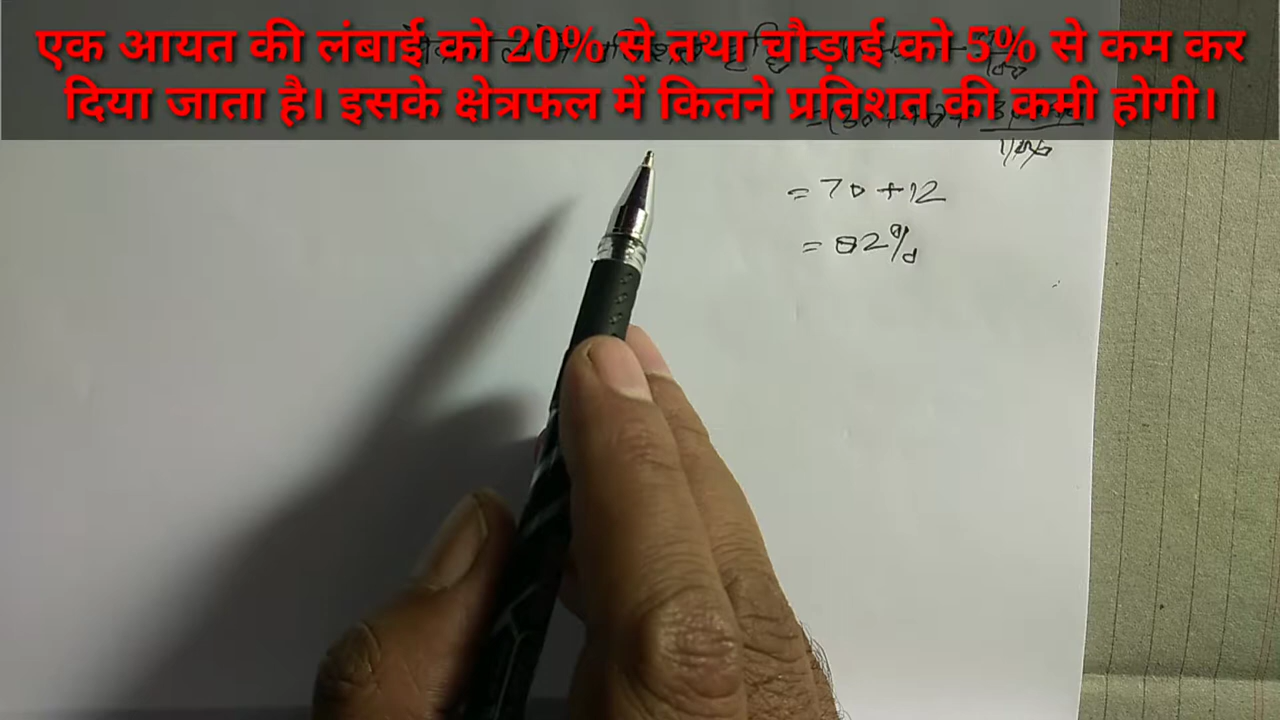 एक आयत की लंबाई को 20% से तथा चौड़ाई को 5% से कम कर
दिया जाता है। इसके क्षेत्रफल में कितने प्रतिशत की कमी होगी।
= 70 + 12
= 82%